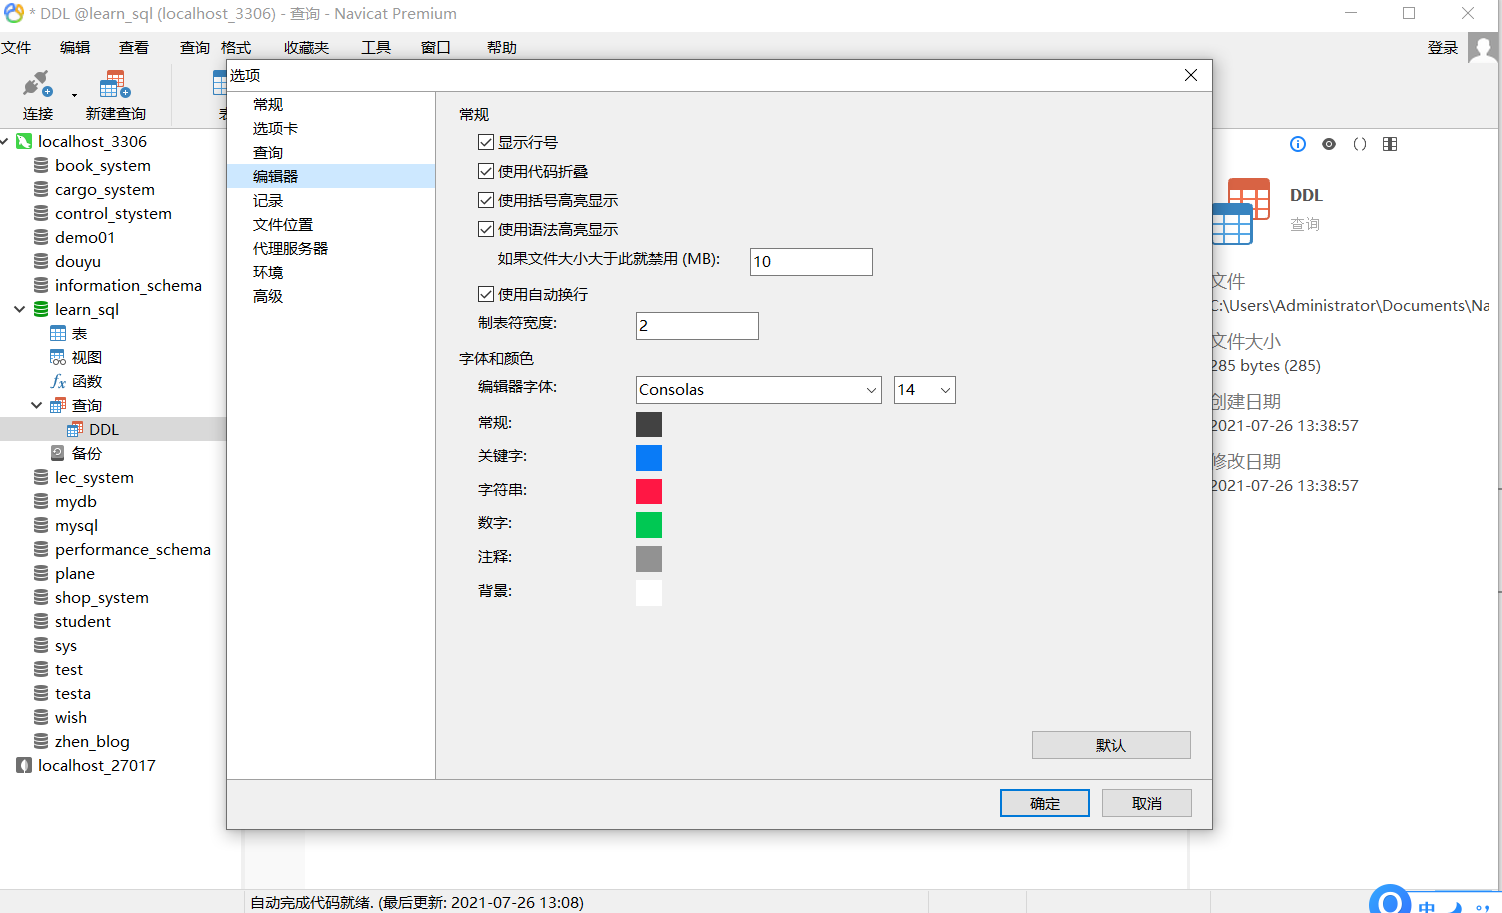 * DDL @learn_sql (localhost_3306) - 查询 - Navicat Premium
文件 编辑 查看 查询 格式 收藏夹 工具 窗口 帮助 登录
连接 新建查询
localhost_3306
book_system
cargo_system
control_stystem
demo01
douyu
information_schema
learn_sql
表
视图
fx 函数
查询
DDL
备份
lec_system
mydb
mysql
performance_schema
plane
shop_system
student
sys
test
testa
wish
zhen_blog
localhost_27017
选项
常规
选项卡
查询
编辑器
记录
文件位置
代理服务器
环境
高级
常规
显示行号
使用代码折叠
使用括号高亮显示
使用语法高亮显示
如果文件大小大于此就禁用 (MB): 10
使用自动换行
制表符宽度: 2
字体和颜色
编辑器字体: Consolas 14
常规:
关键字:
字符串:
数字:
注释:
背景:
默认
确定 取消
DDL
查询
文件
C:\Users\Administrator\Documents\Na
文件大小
285 bytes (285)
创建日期
2021-07-26 13:38:57
修改日期
2021-07-26 13:38:57
自动完成代码就绪. (最后更新: 2021-07-26 13:08)
中